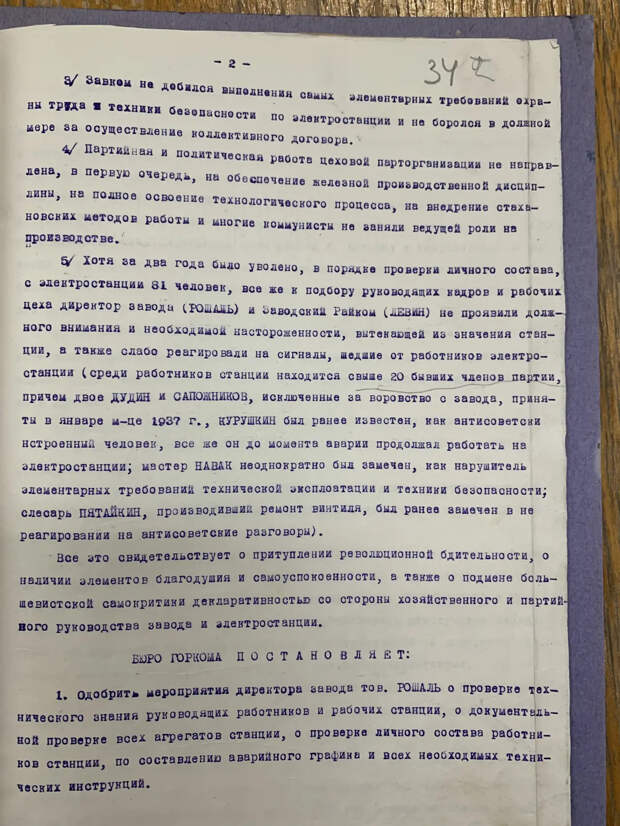 - 2 -
34
3/ Завком не добился выполнения самых элементарных требований охра-
ны труда и техники безопасности по электростанции и не боролся в должной
мере за осуществление коллективного договора.
4/ Партийная и политическая работа цеховой парторганизации не направ-
лена, в первую очередь, на обеспечение железной производственной дисцип-
лины, на полное освоение технологического процесса, на внедрение стаха-
новских методов работы и многие коммунисты не заняли ведущей роли на
производстве.
5/ Хотя за два года было уволено, в порядке проверки личного состава,
с электростанции 81 человек, все же к подбору руководящих кадров и рабочих
цеха директор завода (РОШАЛЬ) и Заводский Райком (ЛЕВИН) не проявили долж-
ного внимания и необходимой настороженности, вытекающей из значения стан-
ции, а также слабо реагировали на сигналы, шедшие от работников электро-
станции (среди работников станции находится свыше 20 бывших членов партии,
причем двое ДУДИН и САПОЖНИКОВ, исключенные за воровство с завода, приня-
ты в январе м-це 1937 г., КУРУШКИН был ранее известен, как антисоветски
нстроенный человек, все же он до момента аварии продолжал работать на
электростанции; мастер НАВАК неоднократно был замечен, как нарушитель
элементарных требований технической эксплоатации и техники безопасности;
слесарь ПЯТАЙКИН, производивший ремонт винтиля, был ранее замечен в не
реагировании на антисоветские разговоры).
Все это свидетельствует о притуплении революционной бдительности, о
наличии элементов благодушия и самоуспокоенности, а также о подмене боль-
шевистской самокритики декларативностью со стороны хозяйственного и партий-
ного руководства завода и электростанции.
БЮРО ГОРКОМА П О С Т А Н О В Л Я Е Т:
1. Одобрить мероприятия директора завода тов. РОШАЛЬ о проверке тех-
нического знания руководящих работников и рабочих станции, о документаль-
ной проверке всех агрегатов станции, о проверке личного состава работни-
ков станции, по составлению аварийного графика и всех необходимых техни-
ческих инструкций.